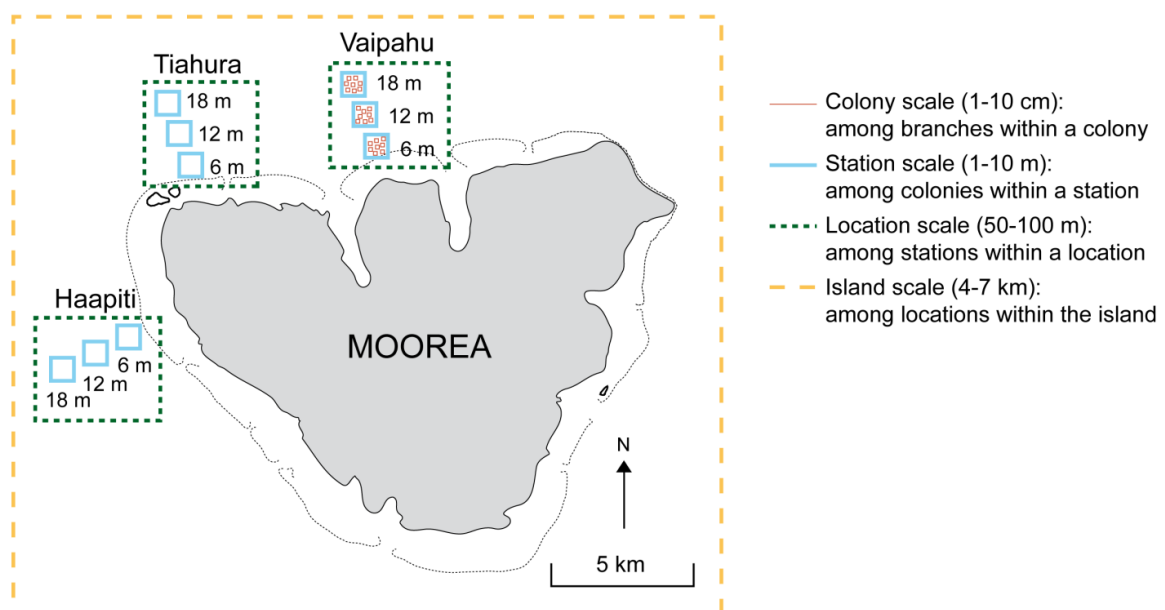 Tiahura
18 m
12 m
6 m
Vaipahu
18 m
12 m
6 m
Haapiti
6 m
12 m
18 m
MOOREA
N
5 km
Colony scale (1-10 cm):
among branches within a colony
Station scale (1-10 m):
among colonies within a station
Location scale (50-100 m):
among stations within a location
Island scale (4-7 km):
among locations within the island